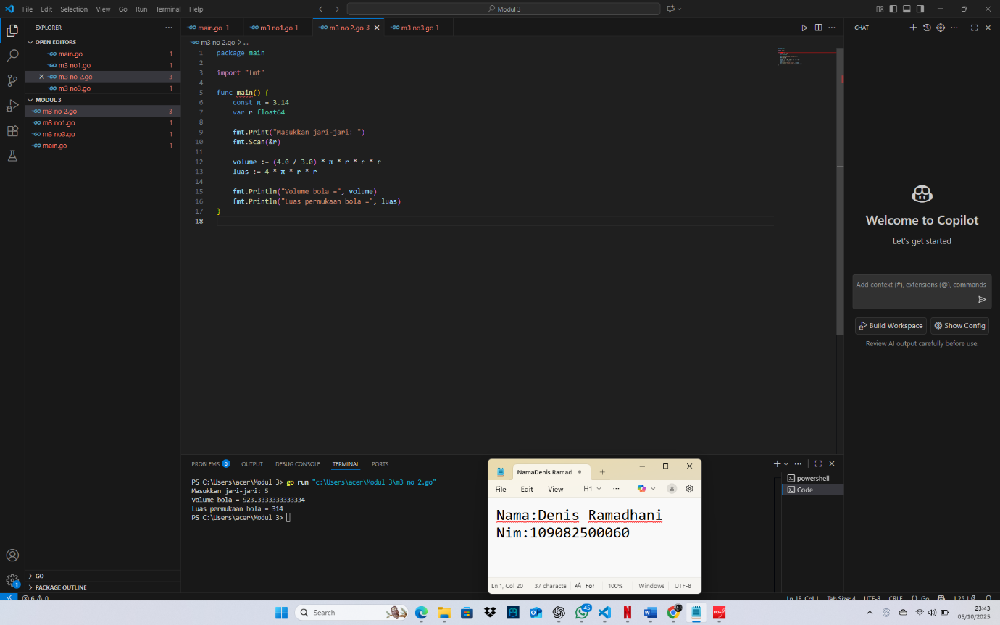 File Edit Selection View Go Run Terminal Help
Modul 3
EXPLORER
OPEN EDITORS
main.go 1
m3 no1.go 1
m3 no 2.go 3
m3 no3.go 1
MODUL 3
m3 no 2.go 3
m3 no1.go 1
m3 no3.go 1
main.go 1
GO
PACKAGE OUTLINE
main.go 1 m3 no1.go 1 m3 no 2.go 3 m3 no3.go 1
m3 no 2.go > ...
1 package main
2
3 import "fmt"
4
5 func main() {
6 const π = 3.14
7 var r float64
8
9 fmt.Print("Masukkan jari-jari: ")
10 fmt.Scan(&r)
11
12 volume := (4.0 / 3.0) * π * r * r * r
13 luas := 4 * π * r * r
14
15 fmt.Println("Volume bola =", volume)
16 fmt.Println("Luas permukaan bola =", luas)
17 }
18
PROBLEMS 6 OUTPUT DEBUG CONSOLE TERMINAL PORTS
PS C:\Users\acer\Modul 3> go run "c:\Users\acer\Modul 3\m3 no 2.go"
Masukkan jari-jari: 5
Volume bola = 523.3333333333334
Luas permukaan bola = 314
PS C:\Users\acer\Modul 3>
powershell
Code
NamaDenis Ramad
File Edit View H1
Nama:Denis Ramadhani
Nim:109082500060
Ln 1, Col 20 37 characte For 100% Windows UTF-8
CHAT
Welcome to Copilot
Let's get started
Add context (#), extensions (@), commands
Build Workspace Show Config
Review AI output carefully before use.
6 0 Ln 18, Col 1 Tab Size: 4 UTF-8 CRLF Go 1.25.1
Search
45
23:43
05/10/2025